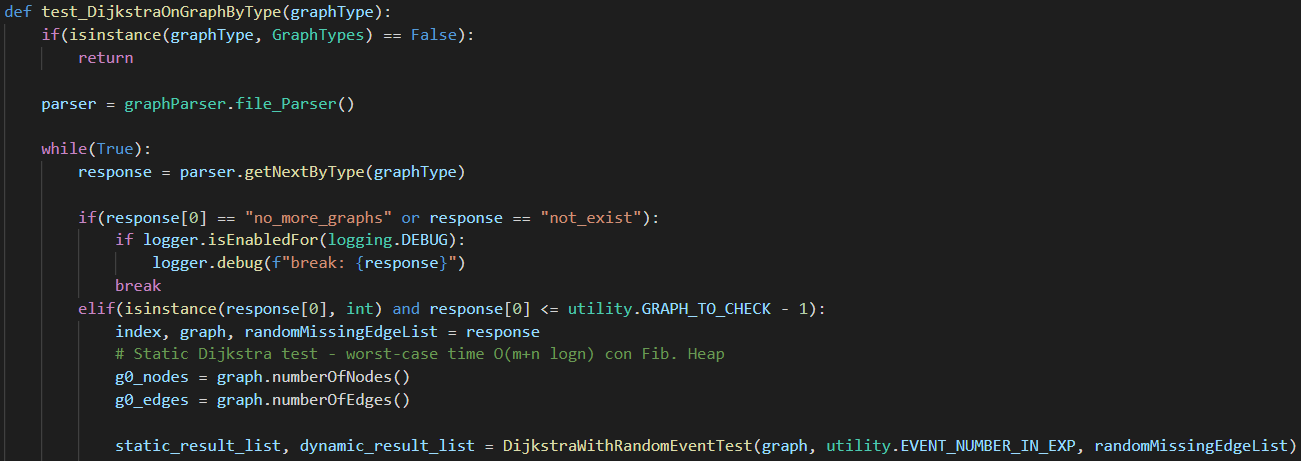 def test_DijkstraOnGraphByType(graphType):
    if(isinstance(graphType, GraphTypes) == False):
        return

    parser = graphParser.file_Parser()

    while(True):
        response = parser.getNextByType(graphType)

        if(response[0] == "no_more_graphs" or response == "not_exist"):
            if logger.isEnabledFor(logging.DEBUG):
                logger.debug(f"break: {response}")
            break
        elif(isinstance(response[0], int) and response[0] <= utility.GRAPH_TO_CHECK - 1):
            index, graph, randomMissingEdgeList = response
            # Static Dijkstra test - worst-case time O(m+n logn) con Fib. Heap
            g0_nodes = graph.numberOfNodes()
            g0_edges = graph.numberOfEdges()

            static_result_list, dynamic_result_list = DijkstraWithRandomEventTest(graph, utility.EVENT_NUMBER_IN_EXP, randomMissingEdgeList)